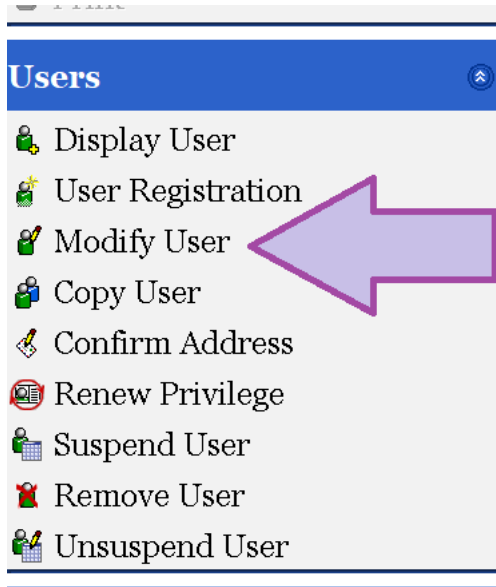 Print
Users
Display User
User Registration
Modify User
Copy User
Confirm Address
Renew Privilege
Suspend User
Remove User
Unsuspend User